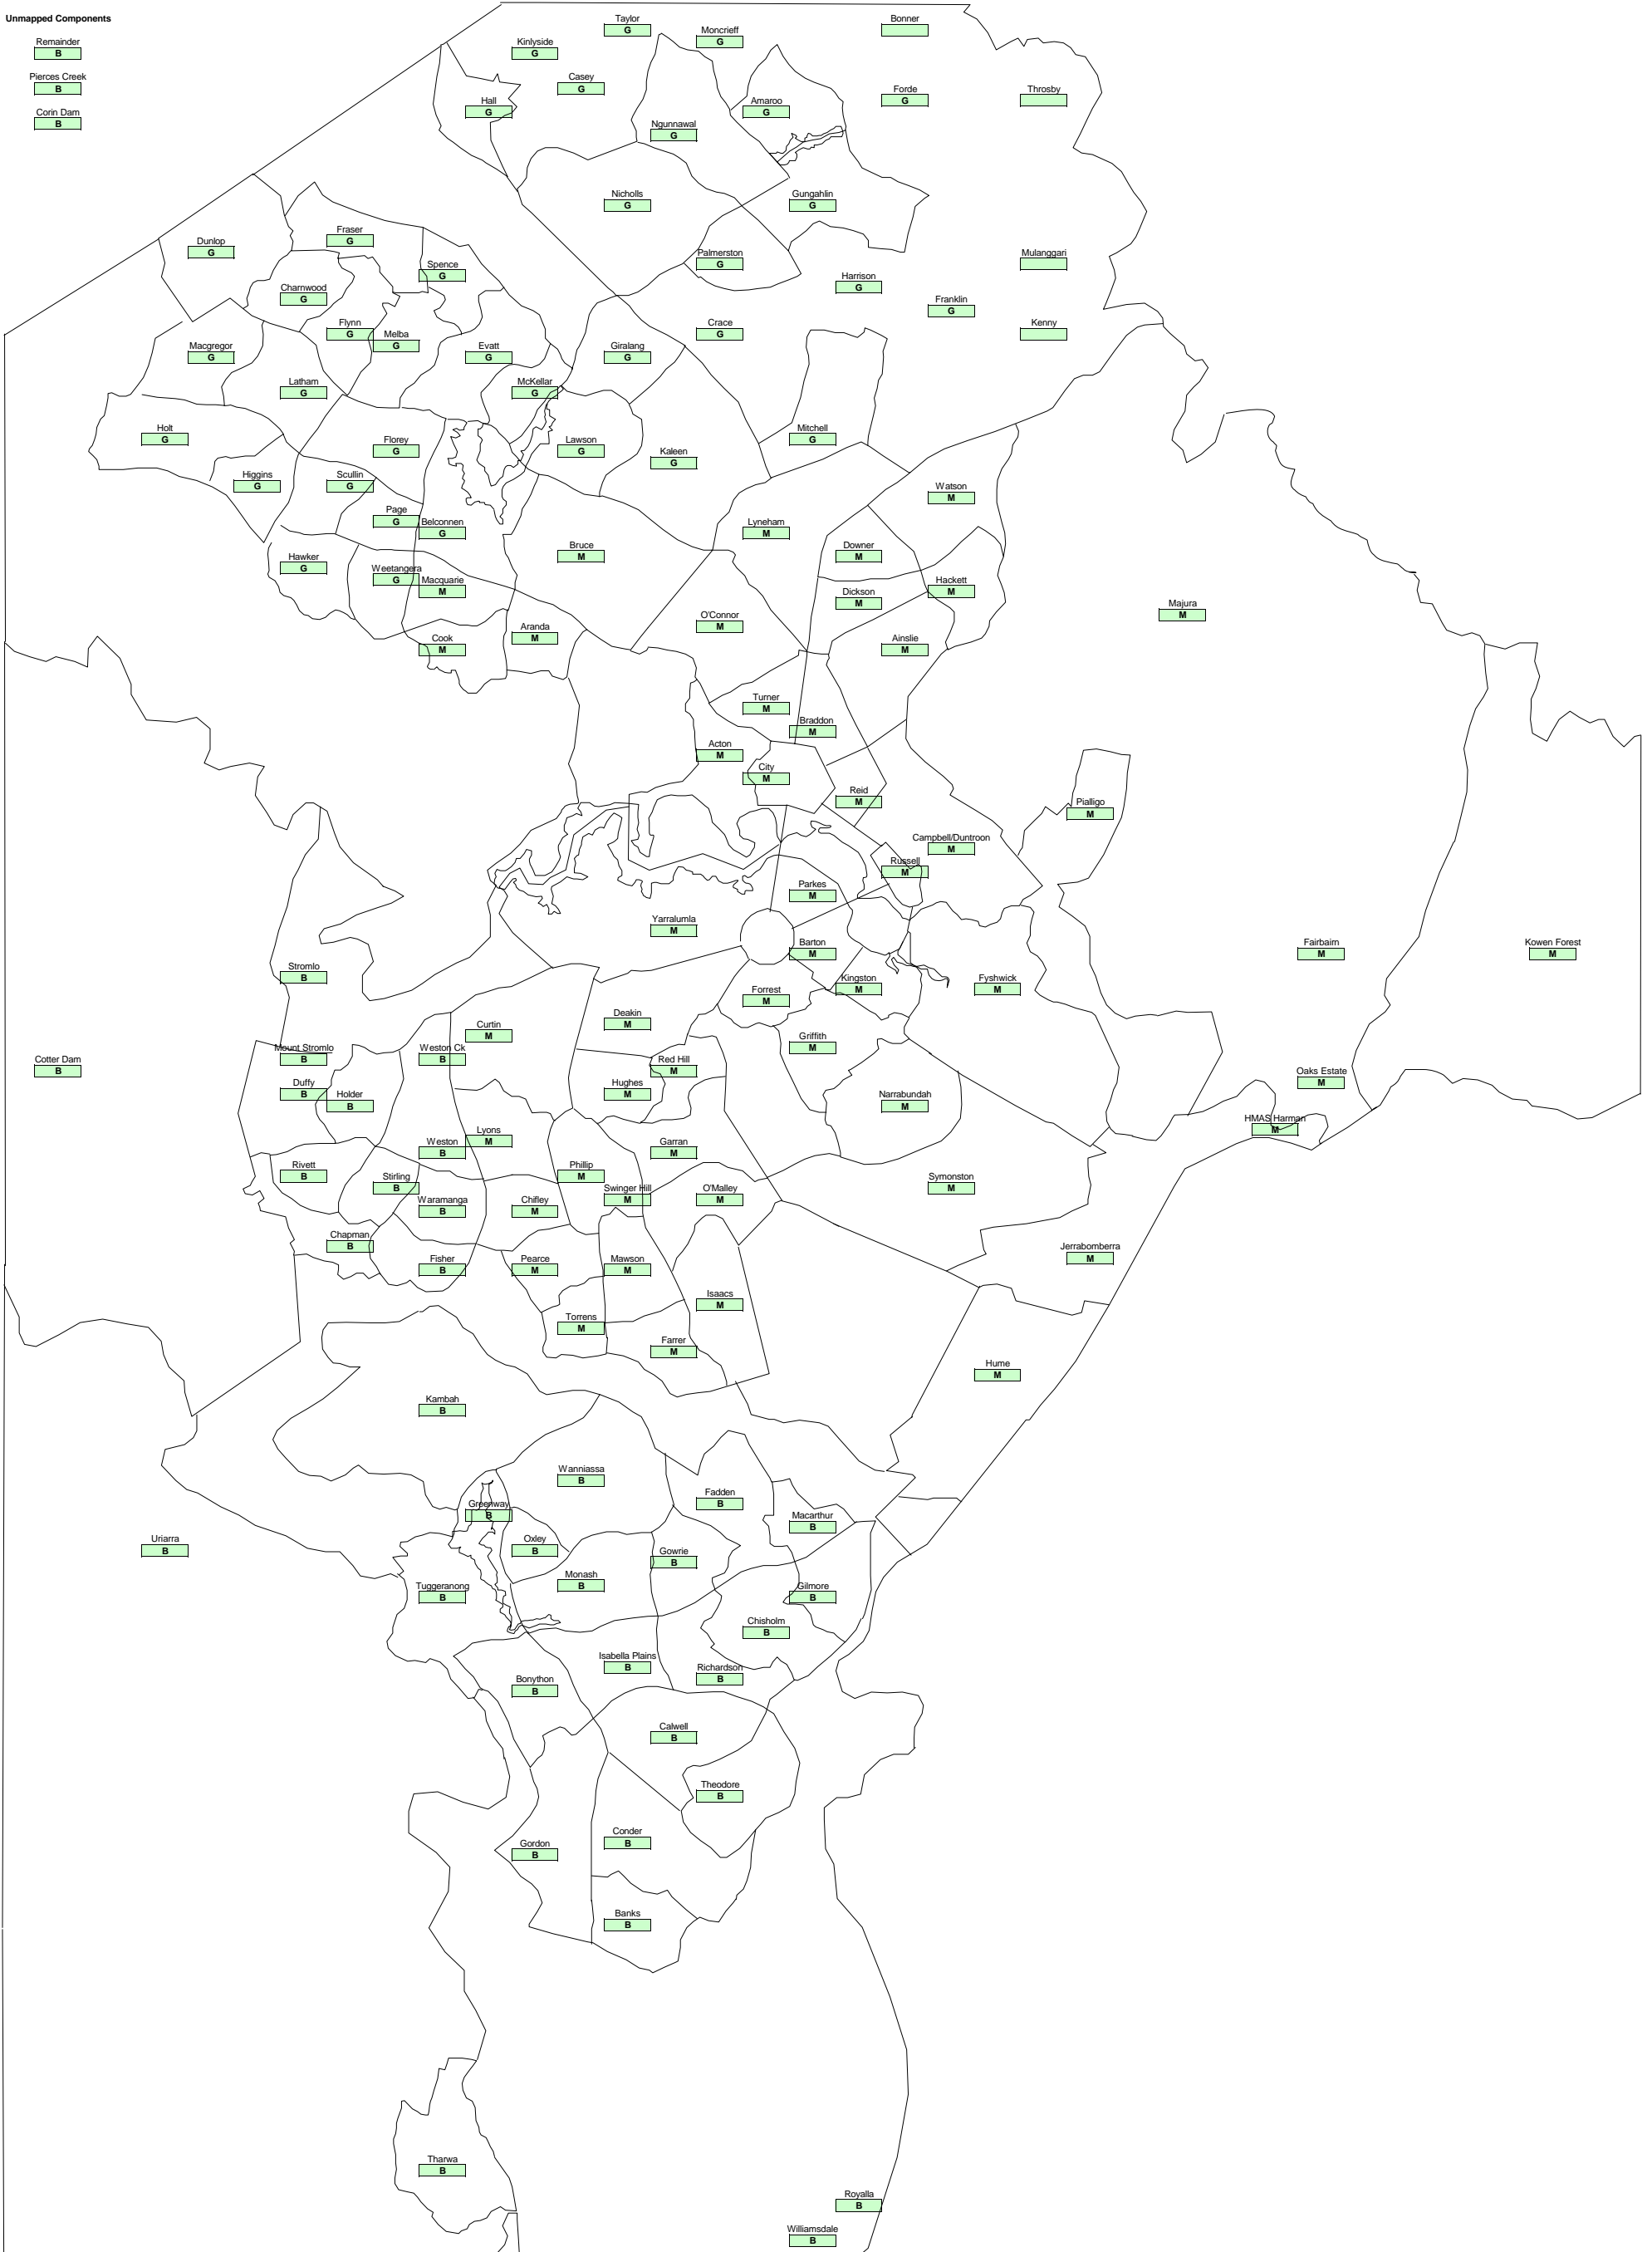 Unmapped Components
Remainder
B
Pierces Creek
B
Corin Dam
B
Taylor
G
Moncrieff
G
Bonner
Kinlyside
G
Casey
G
Hall
G
Amaroo
G
Forde
G
Throsby
Ngunnawal
G
Nicholls
G
Gungahlin
G
Dunlop
G
Fraser
G
Spence
G
Palmerston
G
Mulanggari
Charnwood
G
Harrison
G
Franklin
G
Flynn
G
Melba
G
Crace
G
Kenny
Macgregor
G
Evatt
G
Giralang
G
Latham
G
McKellar
G
Holt
G
Florey
G
Lawson
G
Kaleen
G
Mitchell
G
Higgins
G
Scullin
G
Watson
M
Page
G
Belconnen
G
Lyneham
M
Bruce
M
Downer
M
Hawker
G
Weetangera
G
Macquarie
M
Dickson
M
Hackett
M
Majura
M
O'Connor
M
Cook
M
Aranda
M
Ainslie
M
Turner
M
Braddon
M
Acton
M
City
M
Reid
M
Pialligo
M
Campbell/Duntroon
M
Russell
M
Parkes
M
Yarralumla
M
Barton
M
Fairbairn
M
Kowen Forest
M
Stromlo
B
Forrest
M
Kingston
M
Fyshwick
M
Deakin
M
Curtin
M
Griffith
M
Mount Stromlo
B
Weston Ck
B
Cotter Dam
B
Red Hill
M
Oaks Estate
M
Duffy
B
Holder
B
Hughes
M
Narrabundah
M
HMAS Harman
M
Weston
B
Lyons
M
Garran
M
Rivett
B
Stirling
B
Phillip
M
Symonston
M
Waramanga
B
Chifley
M
Swinger Hill
M
O'Malley
M
Chapman
B
Jerrabomberra
M
Fisher
B
Pearce
M
Mawson
M
Isaacs
M
Torrens
M
Farrer
M
Hume
M
Kambah
B
Wanniassa
B
Greenway
B
Fadden
B
Macarthur
B
Uriarra
B
Oxley
B
Gowrie
B
Monash
B
Tuggeranong
B
Gilmore
B
Chisholm
B
Isabella Plains
B
Richardson
B
Bonython
B
Calwell
B
Theodore
B
Gordon
B
Conder
B
Banks
B
Tharwa
B
Royalla
B
Williamsdale
B